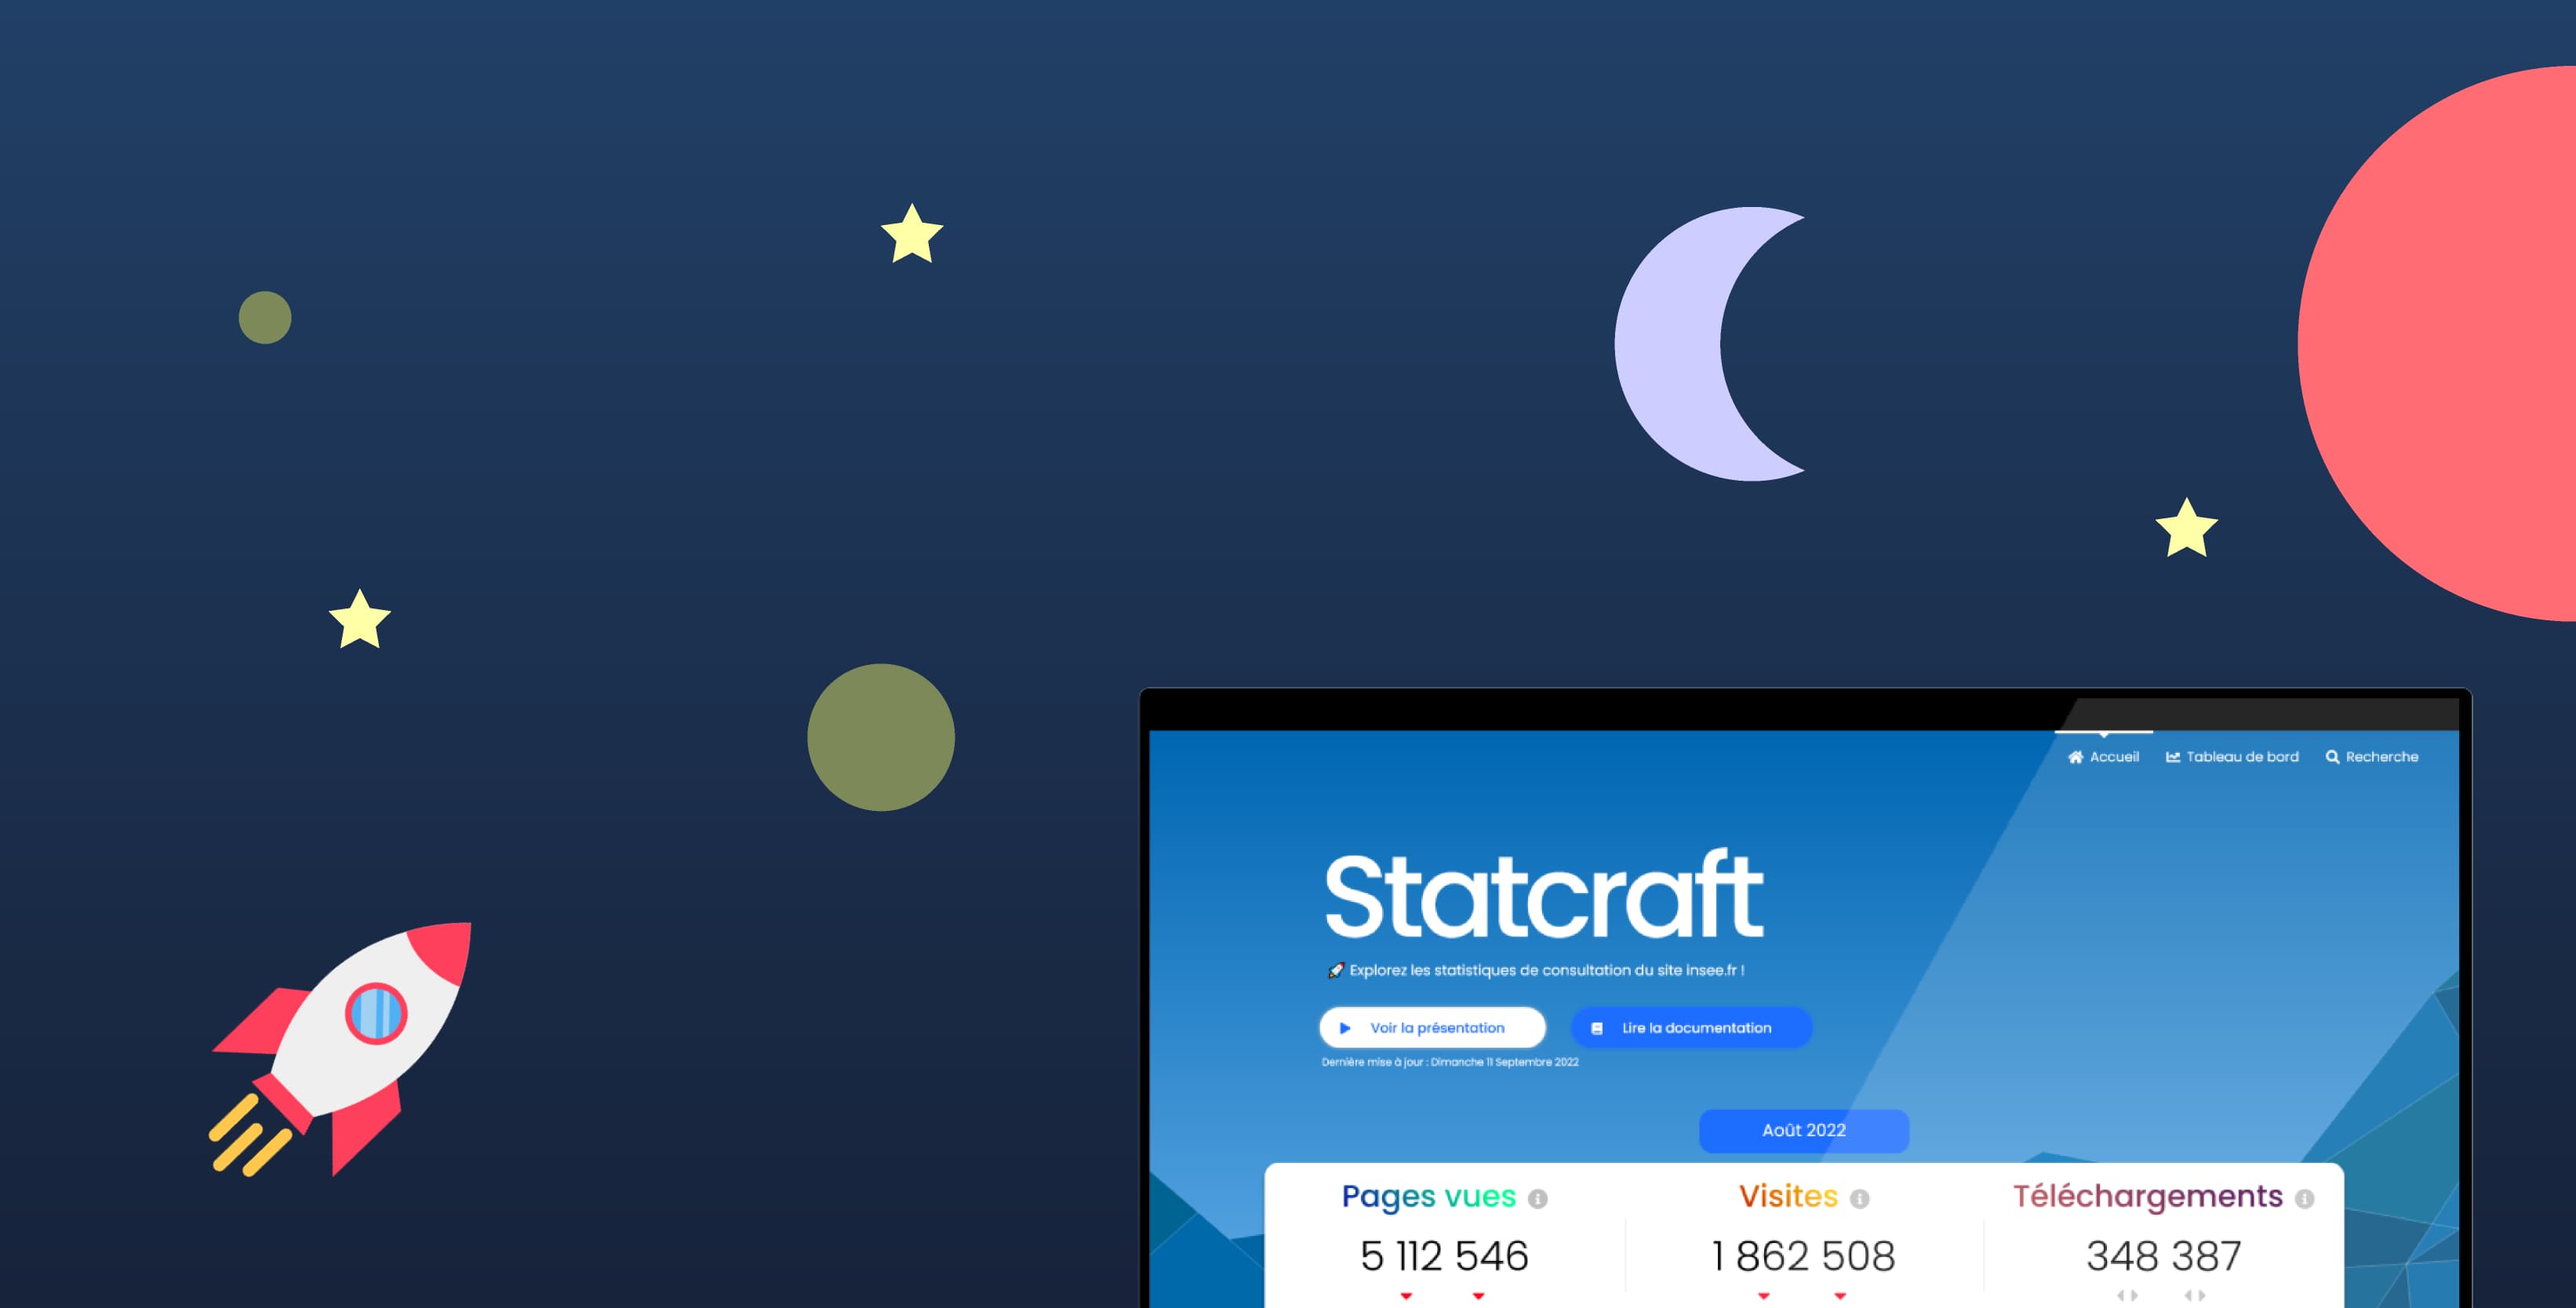 Accueil Tableau de bord Recherche
Statcraft
🚀 Explorez les statistiques de consultation du site insee.fr !
Voir la présentation Lire la documentation
Dernière mise à jour : Dimanche 11 Septembre 2022
Août 2022
Pages vues Visites Téléchargements
5 112 546 1 862 508 348 387